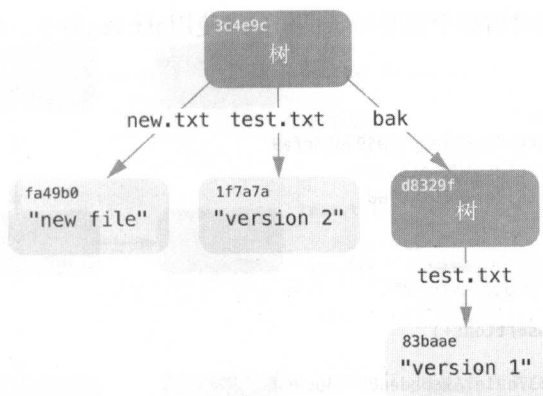 3c4e9c
树
new.txt test.txt bak
fa49b0
"new file"
1f7a7a
"version 2"
d8329f
树
test.txt
83baae
"version 1"